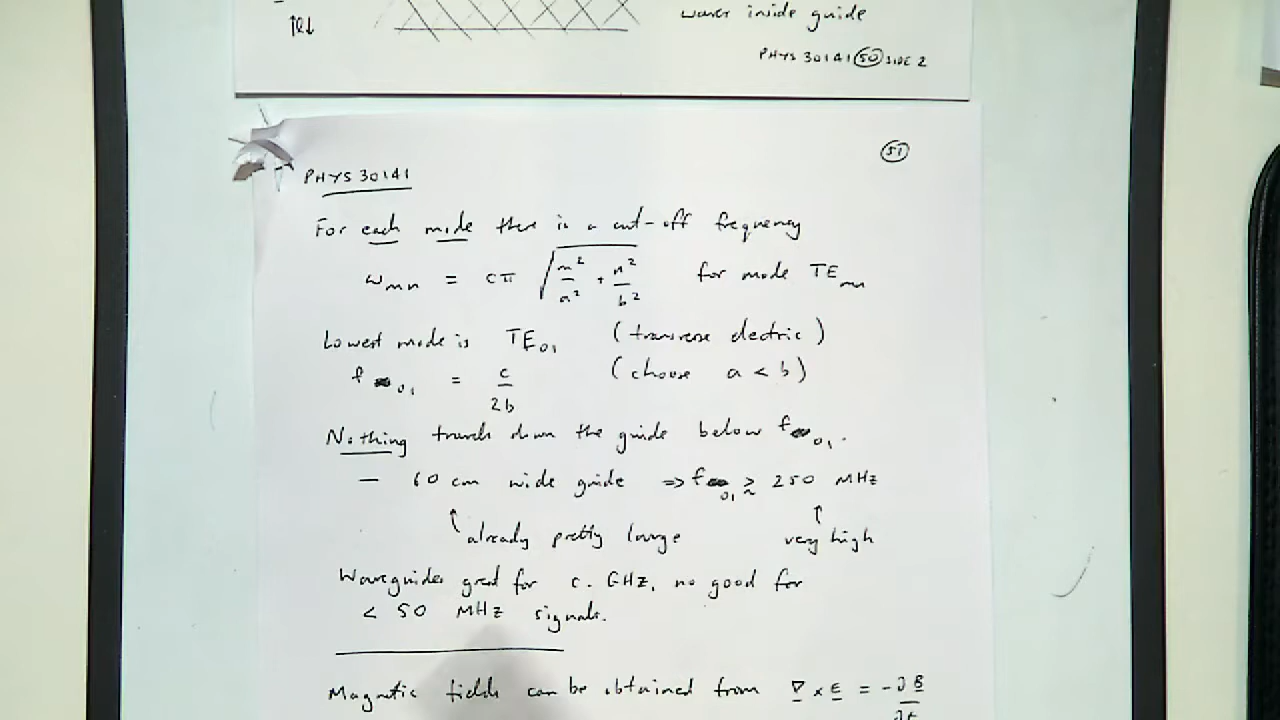 waves inside guide
PHYS 30141 (50) SIDE 2
(51)
PHYS 30141
For each mode there is a cut-off frequency
ω_mn = cπ √(m²/a² + n²/b²) for mode TE_mn
Lowest mode is TE_01 (transverse electric)
f_01 = c/2b (choose a < b)
Nothing travels down the guide below f_01.
— 60 cm wide guide ⇒ f_01 ≳ 250 MHz
↑ already pretty large ↑ very high
Waveguides good for c. GHz, no good for
< 50 MHz signals.
Magnetic fields can be obtained from ∇ × E = -∂B/∂t